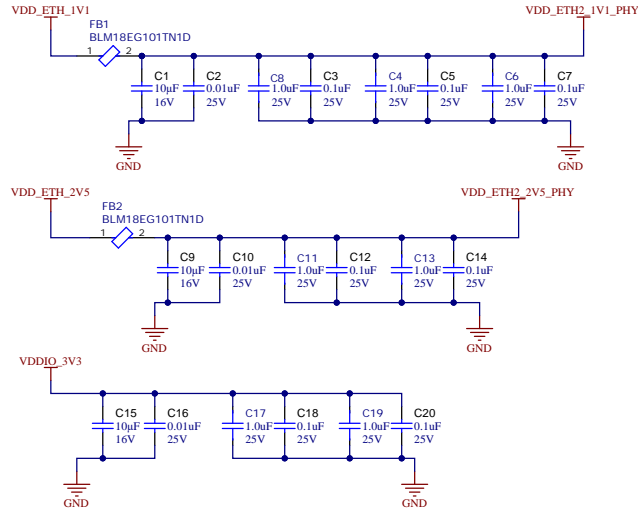 VDD_ETH_1V1
VDD_ETH2_1V1_PHY
FB1
BLM18EG101TN1D
1 2
C1
10µF
16V
C2
0.01uF
25V
C8
1.0uF
25V
C3
0.1uF
25V
C4
1.0uF
25V
C5
0.1uF
25V
C6
1.0uF
25V
C7
0.1uF
25V
GND
GND
VDD_ETH_2V5
VDD_ETH2_2V5_PHY
FB2
BLM18EG101TN1D
1 2
C9
10µF
16V
C10
0.01uF
25V
C11
1.0uF
25V
C12
0.1uF
25V
C13
1.0uF
25V
C14
0.1uF
25V
GND
GND
VDDIO_3V3
C15
10µF
16V
C16
0.01uF
25V
C17
1.0uF
25V
C18
0.1uF
25V
C19
1.0uF
25V
C20
0.1uF
25V
GND
GND